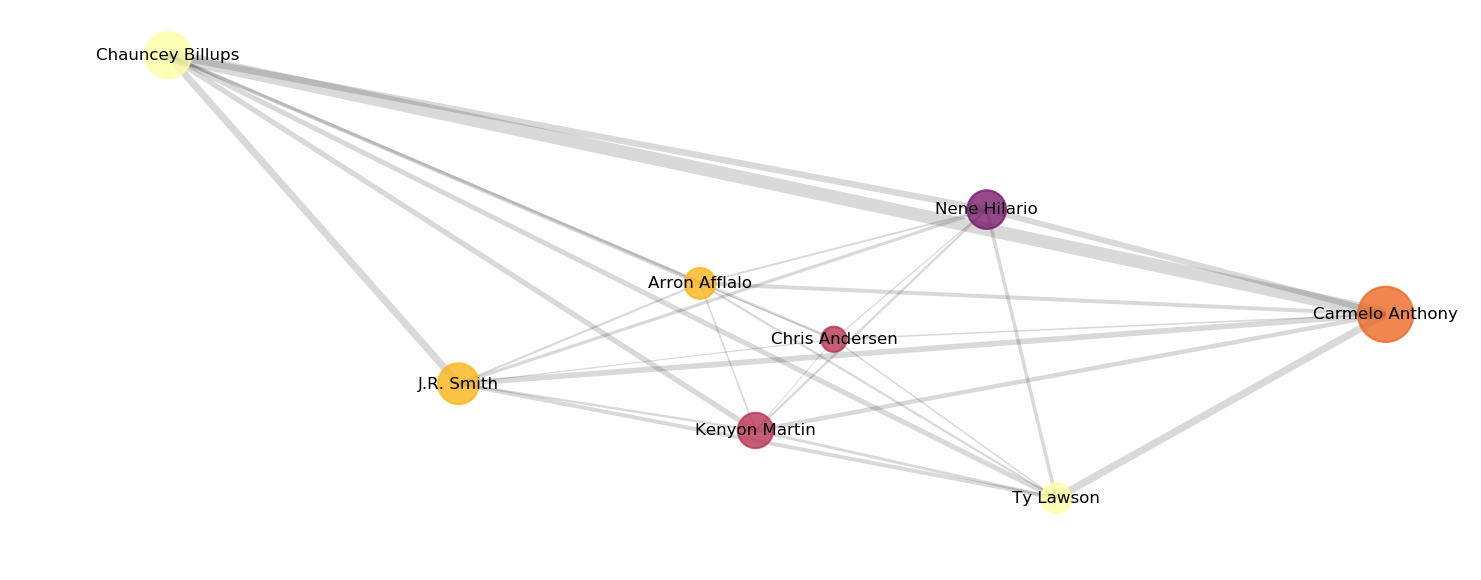 Chauncey Billups
Nene Hilario
Arron Afflalo
Carmelo Anthony
Chris Andersen
J.R. Smith
Kenyon Martin
Ty Lawson